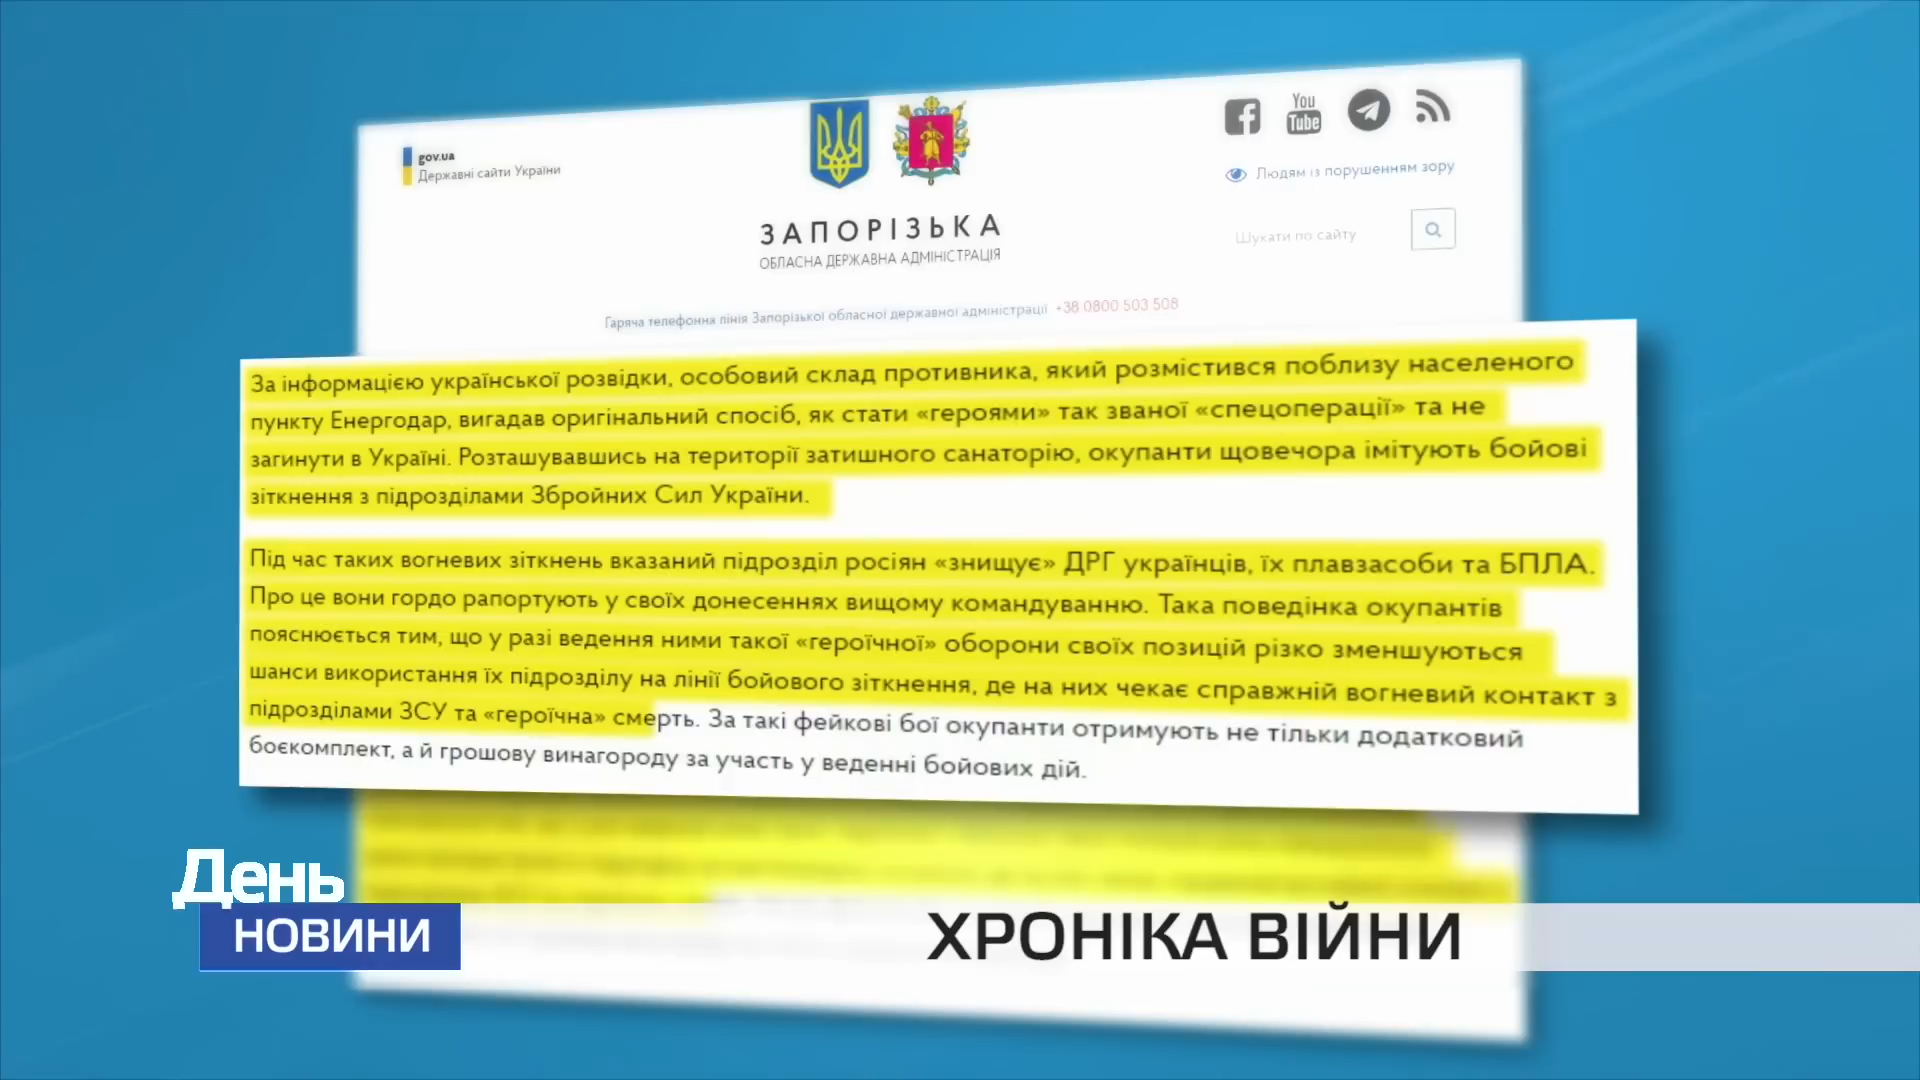 gov.ua
Державні сайти України
You
Tube
Людям із порушенням зору
ЗАПОРІЗЬКА
ОБЛАСНА ДЕРЖАВНА АДМІНІСТРАЦІЯ
Шукати по сайту
Гаряча телефонна лінія Запорізької обласної державної адміністрації +38 0800 503 508
За інформацією української розвідки, особовий склад противника, який розмістився поблизу населеного
пункту Енергодар, вигадав оригінальний спосіб, як стати «героями» так званої «спецоперації» та не
загинути в Україні. Розташувавшись на території затишного санаторію, окупанти щовечора імітують бойові
зіткнення з підрозділами Збройних Сил України.
Під час таких вогневих зіткнень вказаний підрозділ росіян «знищує» ДРГ українців, їх плавзасоби та БПЛА.
Про це вони гордо рапортують у своїх донесеннях вищому командуванню. Така поведінка окупантів
пояснюється тим, що у разі ведення ними такої «героїчної» оборони своїх позицій різко зменшуються
шанси використання їх підрозділу на лінії бойового зіткнення, де на них чекає справжній вогневий контакт з
підрозділами ЗСУ та «героїчна» смерть. За такі фейкові бої окупанти отримують не тільки додатковий
боєкомплект, а й грошову винагороду за участь у веденні бойових дій.
День
НОВИНИ
ХРОНІКА ВІЙНИ